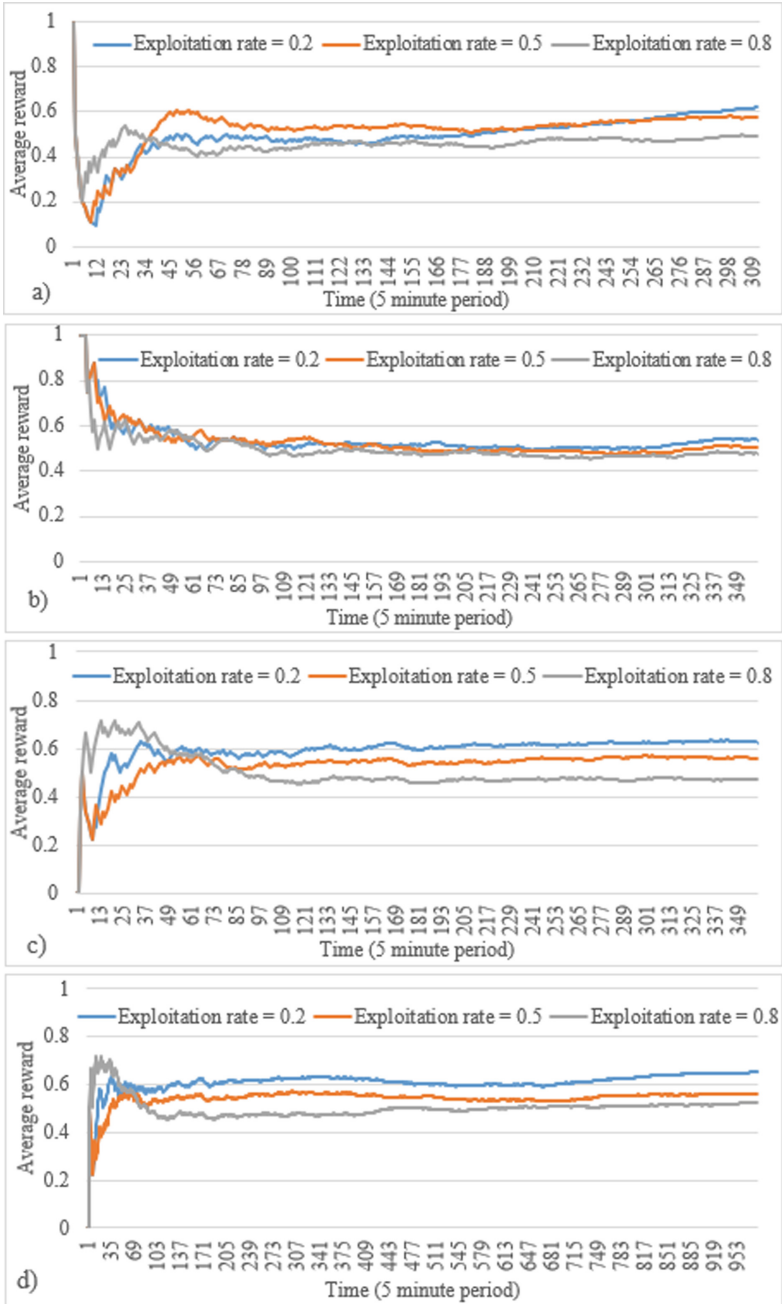 1
Exploitation rate = 0.2 Exploitation rate = 0.5 Exploitation rate = 0.8
0.8
0.6
0.4
0.2
0
Average reward
1 12 23 34 45 56 67 78 89 100 111 122 133 144 155 166 177 188 199 210 221 232 243 254 265 276 287 298 309
Time (5 minute period)
a)
1
Exploitation rate = 0.2 Exploitation rate = 0.5 Exploitation rate = 0.8
0.8
0.6
0.4
0.2
0
Average reward
1 13 25 37 49 61 73 85 97 109 121 133 145 157 169 181 193 205 217 229 241 253 265 277 289 301 313 325 337 349
Time (5 minute period)
b)
1
Exploitation rate = 0.2 Exploitation rate = 0.5 Exploitation rate = 0.8
0.8
0.6
0.4
0.2
0
Average reward
1 13 25 37 49 61 73 85 97 109 121 133 145 157 169 181 193 205 217 229 241 253 265 277 289 301 313 325 337 349
Time (5 minute period)
c)
1
Exploitation rate = 0.2 Exploitation rate = 0.5 Exploitation rate = 0.8
0.8
0.6
0.4
0.2
0
Average reward
1 35 69 103 137 171 205 239 273 307 341 375 409 443 477 511 545 579 613 647 681 715 749 783 817 851 885 919 953
Time (5 minute period)
d)